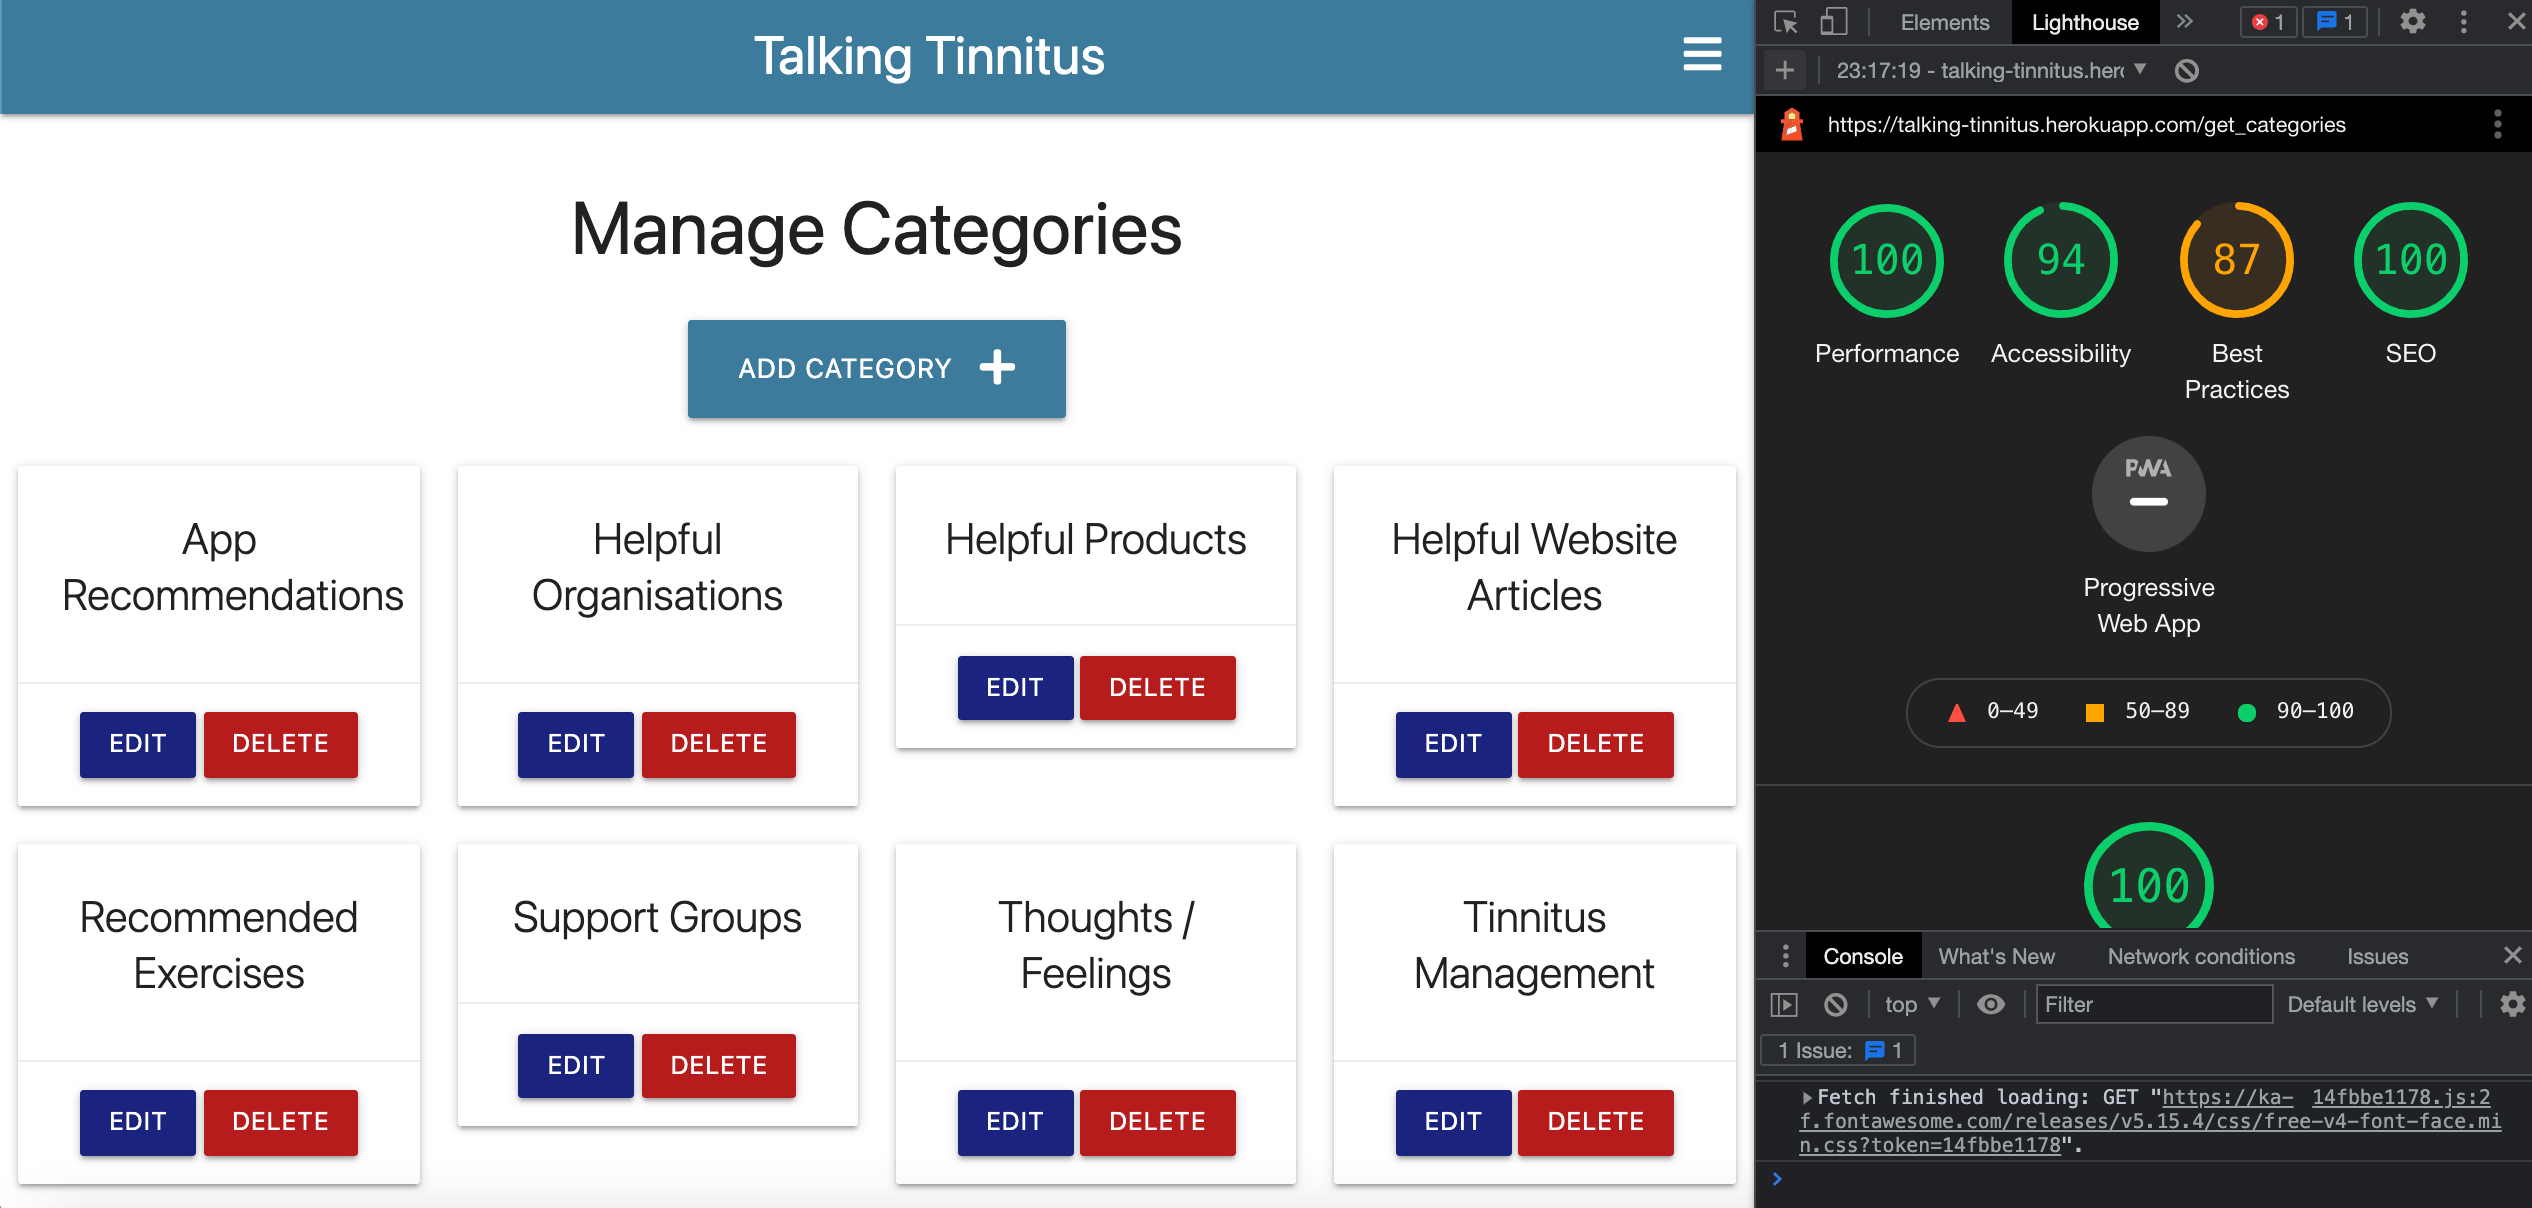 Talking Tinnitus
Manage Categories
ADD CATEGORY
App
Recommendations
EDIT DELETE
Helpful
Organisations
EDIT DELETE
Helpful Products
EDIT DELETE
Helpful Website
Articles
EDIT DELETE
Recommended
Exercises
EDIT DELETE
Support Groups
EDIT DELETE
Thoughts /
Feelings
EDIT DELETE
Tinnitus
Management
EDIT DELETE
Elements Lighthouse 1 1
23:17:19 - talking-tinnitus.her
https://talking-tinnitus.herokuapp.com/get_categories
100 94 87 100
Performance Accessibility Best Practices SEO
PWA
Progressive
Web App
0–49 50–89 90–100
100
Console What's New Network conditions Issues
top Filter Default levels
1 Issue: 1
Fetch finished loading: GET "https://ka- 14fbbe1178.js:2
f.fontawesome.com/releases/v5.15.4/css/free-v4-font-face.mi
n.css?token=14fbbe1178".